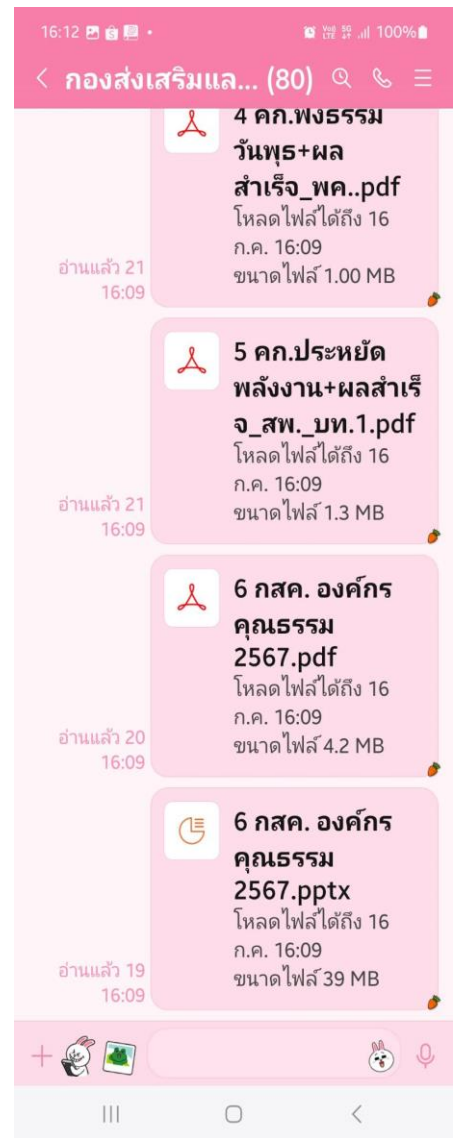 16:12
Vo) 5G LTE 100%
กองส่งเสริมแล... (80)
4 คก.ฟังธรรม
วันพุธ+ผล
สำเร็จ_พค..pdf
โหลดไฟล์ได้ถึง 16
ก.ค. 16:09
ขนาดไฟล์ 1.00 MB
อ่านแล้ว 21
16:09
5 คก.ประหยัด
พลังงาน+ผลสำเร็
จ_สพ._บท.1.pdf
โหลดไฟล์ได้ถึง 16
ก.ค. 16:09
ขนาดไฟล์ 1.3 MB
อ่านแล้ว 21
16:09
6 กสค. องค์กร
คุณธรรม
2567.pdf
โหลดไฟล์ได้ถึง 16
ก.ค. 16:09
ขนาดไฟล์ 4.2 MB
อ่านแล้ว 20
16:09
6 กสค. องค์กร
คุณธรรม
2567.pptx
โหลดไฟล์ได้ถึง 16
ก.ค. 16:09
ขนาดไฟล์ 39 MB
อ่านแล้ว 19
16:09